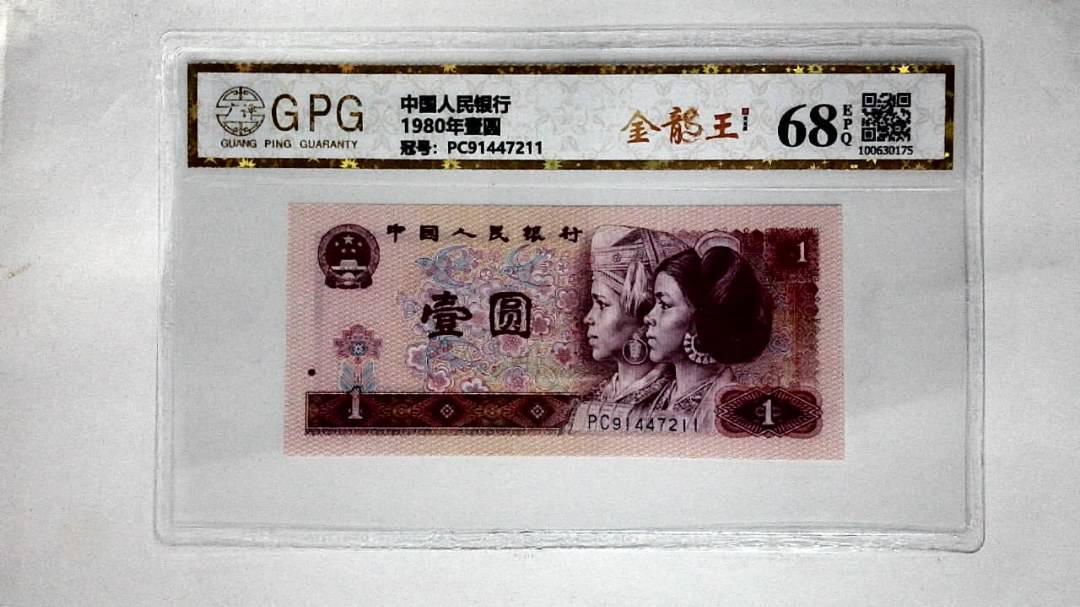 GPG
GUANG PING GUARANTY
中国人民银行
1980年壹圆
冠号：PC91447211
金龍王
68
EPQ
100630175
中国人民银行
1
壹圆
1
PC91447211
1